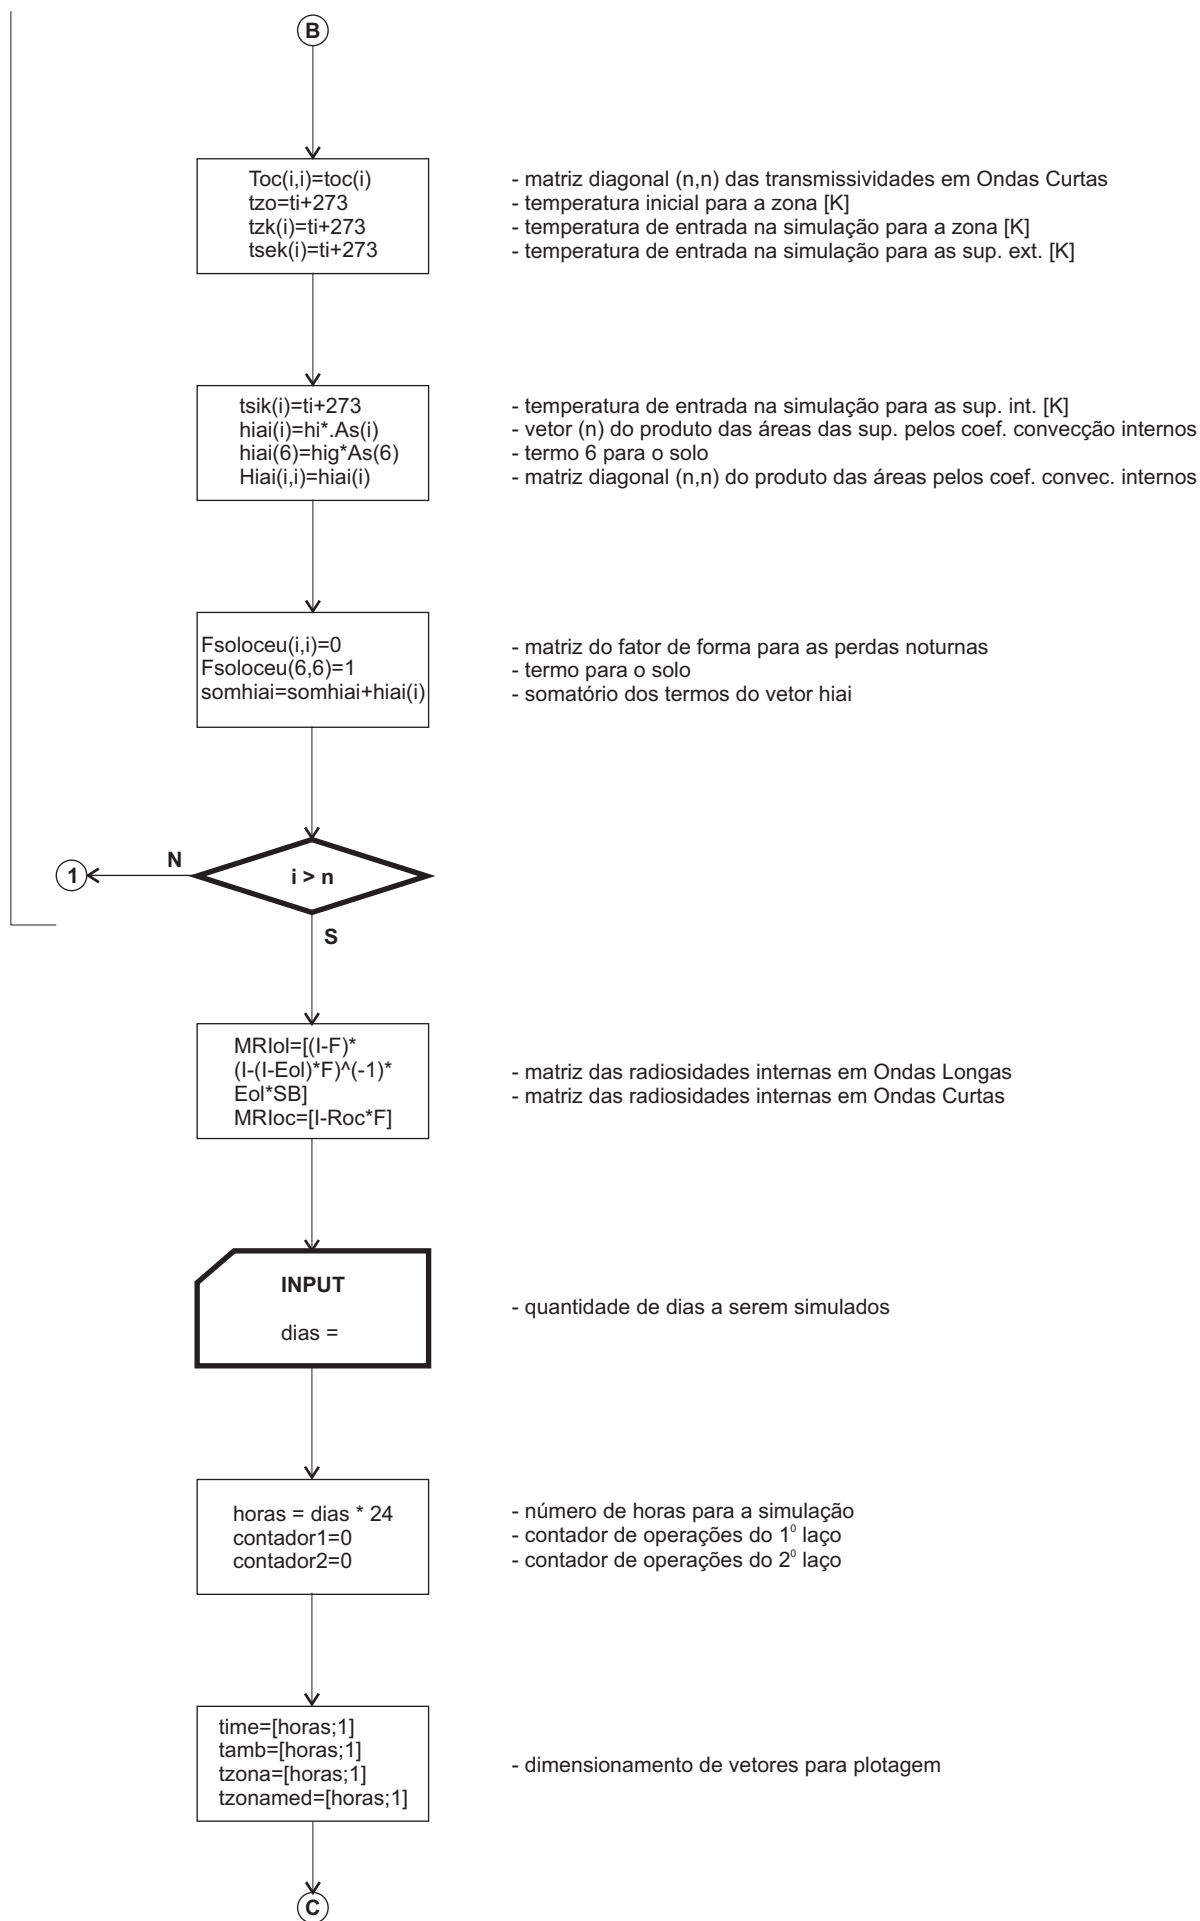 B
Toc(i,i)=toc(i)
tzo=ti+273
tzk(i)=ti+273
tsek(i)=ti+273
- matriz diagonal (n,n) das transmissividades em Ondas Curtas
- temperatura inicial para a zona [K]
- temperatura de entrada na simulação para a zona [K]
- temperatura de entrada na simulação para as sup. ext. [K]
tsik(i)=ti+273
hiai(i)=hi*.As(i)
hiai(6)=hig*As(6)
Hiai(i,i)=hiai(i)
- temperatura de entrada na simulação para as sup. int. [K]
- vetor (n) do produto das áreas das sup. pelos coef. convecção internos
- termo 6 para o solo
- matriz diagonal (n,n) do produto das áreas pelos coef. convec. internos
Fsoloceu(i,i)=0
Fsoloceu(6,6)=1
somhiai=somhiai+hiai(i)
- matriz do fator de forma para as perdas noturnas
- termo para o solo
- somatório dos termos do vetor hiai
1
N
i > n
S
MRIol=[(I-F)*
(I-(I-Eol)*F)^(-1)*
Eol*SB]
MRIoc=[I-Roc*F]
- matriz das radiosidades internas em Ondas Longas
- matriz das radiosidades internas em Ondas Curtas
INPUT
dias =
- quantidade de dias a serem simulados
horas = dias * 24
contador1=0
contador2=0
- número de horas para a simulação
- contador de operações do 1⁰ laço
- contador de operações do 2⁰ laço
time=[horas;1]
tamb=[horas;1]
tzona=[horas;1]
tzonamed=[horas;1]
- dimensionamento de vetores para plotagem
C